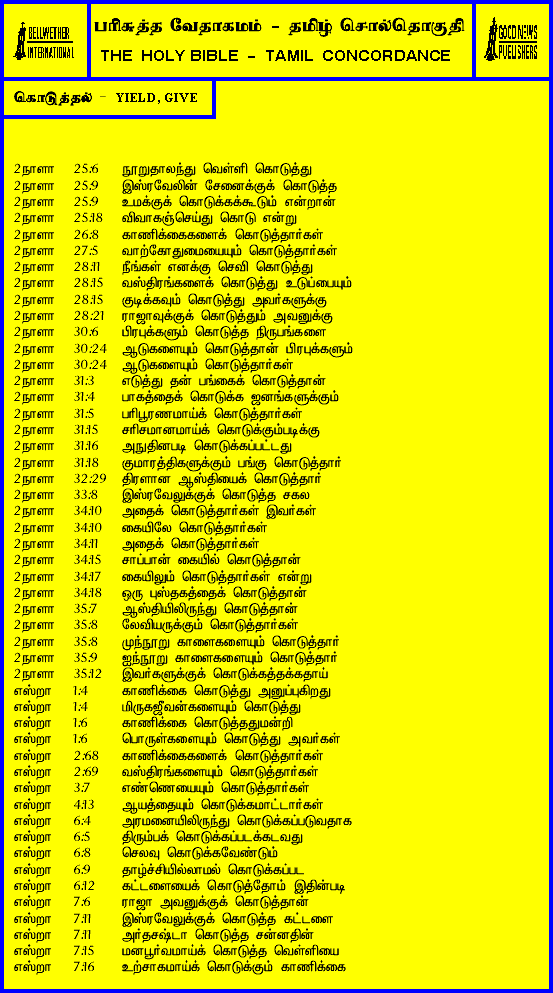 BELLWETHER INTERNATIONAL
பரிசுத்த வேதாகமம் - தமிழ் சொல்தொகுதி
THE HOLY BIBLE - TAMIL CONCORDANCE
GOOD NEWS PUBLISHERS
கொடுத்தல் - YIELD, GIVE
2நாளா 25:6 நூறுதாலந்து வெள்ளி கொடுத்து
2நாளா 25:9 இஸ்ரவேலின் சேனைக்குக் கொடுத்த
2நாளா 25:9 உமக்குக் கொடுக்கக்கூடும் என்றான்
2நாளா 25:18 விவாகஞ்செய்து கொடு என்று
2நாளா 26:8 காணிக்கைகளைக் கொடுத்தார்கள்
2நாளா 27:5 வாற்கோதுமையையும் கொடுத்தார்கள்
2நாளா 28:11 நீங்கள் எனக்கு செவி கொடுத்து
2நாளா 28:15 வஸ்திரங்களைக் கொடுத்து உடுப்பையும்
2நாளா 28:15 குடிக்கவும் கொடுத்து அவர்களுக்கு
2நாளா 28:21 ராஜாவுக்குக் கொடுத்தும் அவனுக்கு
2நாளா 30:6 பிரபுக்களும் கொடுத்த நிருபங்களை
2நாளா 30:24 ஆடுகளையும் கொடுத்தான் பிரபுக்களும்
2நாளா 30:24 ஆடுகளையும் கொடுத்தார்கள்
2நாளா 31:3 எடுத்து தன் பங்கைக் கொடுத்தான்
2நாளா 31:4 பாகத்தைக் கொடுக்க ஜனங்களுக்கும்
2நாளா 31:5 பரிபூரணமாய்க் கொடுத்தார்கள்
2நாளா 31:15 சரிசமானமாய்க் கொடுக்கும்படிக்கு
2நாளா 31:16 அநுதினபடி கொடுக்கப்பட்டது
2நாளா 31:18 குமாரத்திகளுக்கும் பங்கு கொடுத்தார்
2நாளா 32:29 திரளான ஆஸ்தியைக் கொடுத்தார்
2நாளா 33:8 இஸ்ரவேலுக்குக் கொடுத்த சகல
2நாளா 34:10 அதைக் கொடுத்தார்கள் இவர்கள்
2நாளா 34:10 கையிலே கொடுத்தார்கள்
2நாளா 34:11 அதைக் கொடுத்தார்கள்
2நாளா 34:15 சாப்பான் கையில் கொடுத்தான்
2நாளா 34:17 கையிலும் கொடுத்தார்கள் என்று
2நாளா 34:18 ஒரு புஸ்தகத்தைக் கொடுத்தான்
2நாளா 35:7 ஆஸ்தியிலிருந்து கொடுத்தான்
2நாளா 35:8 லேவியருக்கும் கொடுத்தார்கள்
2நாளா 35:8 முந்நூறு காளைகளையும் கொடுத்தார்
2நாளா 35:9 ஐந்நூறு காளைகளையும் கொடுத்தார்
2நாளா 35:12 இவர்களுக்குக் கொடுக்கத்தக்கதாய்
எஸ்றா 1:4 காணிக்கை கொடுத்து அனுப்புகிறது
எஸ்றா 1:4 மிருகஜீவன்களையும் கொடுத்து
எஸ்றா 1:6 காணிக்கை கொடுத்ததுமன்றி
எஸ்றா 1:6 பொருள்களையும் கொடுத்து அவர்கள்
எஸ்றா 2:68 காணிக்கைகளைக் கொடுத்தார்கள்
எஸ்றா 2:69 வஸ்திரங்களையும் கொடுத்தார்கள்
எஸ்றா 3:7 எண்ணெயையும் கொடுத்தார்கள்
எஸ்றா 4:13 ஆயத்தையும் கொடுக்கமாட்டார்கள்
எஸ்றா 6:4 அரமனையிலிருந்து கொடுக்கப்படுவதாக
எஸ்றா 6:5 திரும்பக் கொடுக்கப்படக்கடவது
எஸ்றா 6:8 செலவு கொடுக்கவேண்டும்
எஸ்றா 6:9 தாழ்ச்சியில்லாமல் கொடுக்கப்பட
எஸ்றா 6:12 கட்டளையைக் கொடுத்தோம் இதின்படி
எஸ்றா 7:6 ராஜா அவனுக்குக் கொடுத்தான்
எஸ்றா 7:11 இஸ்ரவேலுக்குக் கொடுத்த கட்டளை
எஸ்றா 7:11 அர்தசஷ்டா கொடுத்த சன்னதின்
எஸ்றா 7:15 மனபூர்வமாய்க் கொடுத்த வெள்ளியை
எஸ்றா 7:16 உற்சாகமாய்க் கொடுக்கும் காணிக்கை